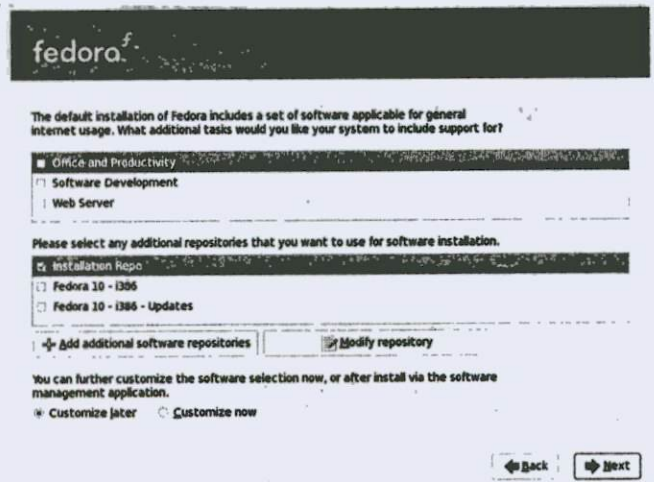 fedora
The default installation of Fedora includes a set of software applicable for general
internet usage. What additional tasks would you like your system to include support for?
Office and Productivity
Software Development
Web Server
Please select any additional repositories that you want to use for software installation.
Installation Repo
Fedora 10 - i386
Fedora 10 - i386 - Updates
Add additional software repositories
Modify repository
You can further customize the software selection now, or after install via the software
management application.
Customize later
Customize now
Back
Next